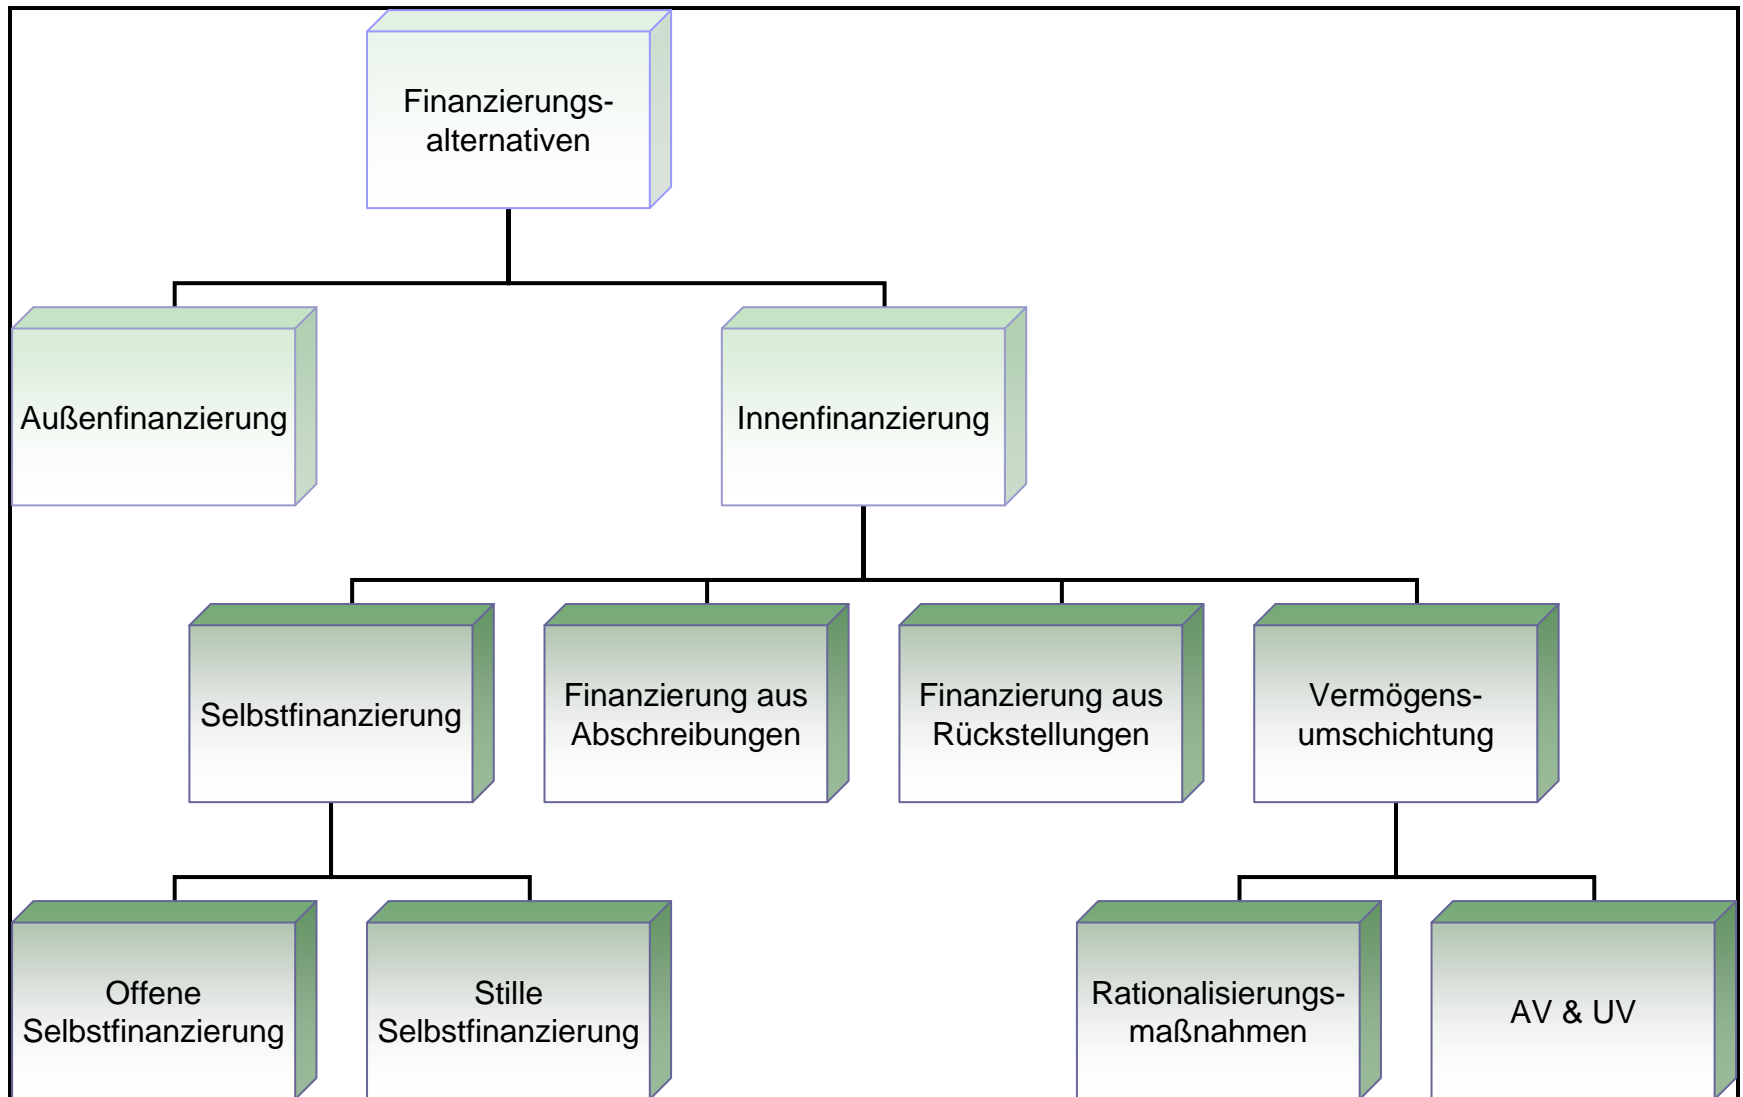 Finanzierungs-
alternativen
Außenfinanzierung
Innenfinanzierung
Selbstfinanzierung
Finanzierung aus
Abschreibungen
Finanzierung aus
Rückstellungen
Vermögens-
umschichtung
Offene
Selbstfinanzierung
Stille
Selbstfinanzierung
Rationalisierungs-
maßnahmen
AV & UV